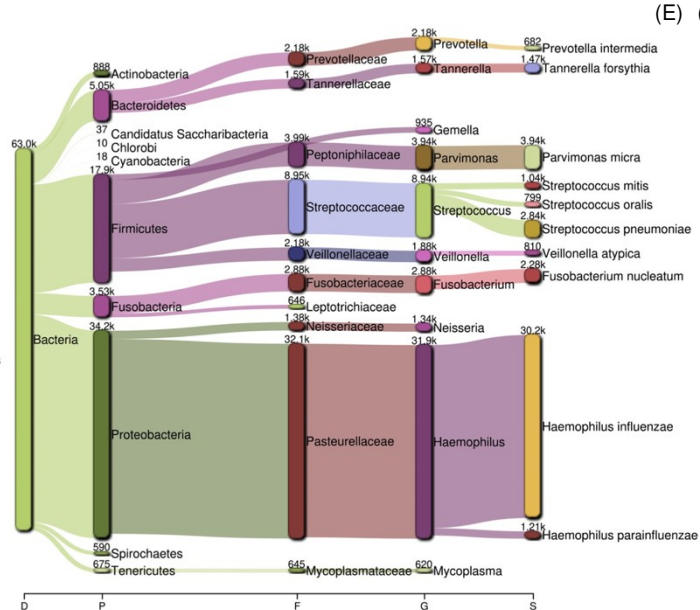 (E)
2.18k
2.18k Prevotella 682 Prevotella intermedia
888 Prevotellaceae 1.57k 1.47k
Actinobacteria 1.59k Tannerella Tannerella forsythia
5.05k Tannerellaceae
Bacteroidetes
37 Candidatus Saccharibacteria 935 Gemella
10 Chlorobi 3.99k 3.94k 3.94k
63.0k 18 Cyanobacteria Peptoniphilaceae Parvimonas Parvimonas micra
17.9k 8.95k 8.94k 1.04k Streptococcus mitis
Firmicutes Streptococcaceae Streptococcus 799 Streptococcus oralis
2.84k Streptococcus pneumoniae
2.18k Veillonellaceae 1.88k Veillonella 810 Veillonella atypica
2.88k Fusobacteriaceae 2.88k Fusobacterium 2.28k Fusobacterium nucleatum
3.53k Fusobacteria 646 Leptotrichiaceae
34.2k 1.38k Neisseriaceae 1.34k Neisseria 30.2k
Bacteria 32.1k 31.9k
Proteobacteria Pasteurellaceae Haemophilus Haemophilus influenzae
1.21k Haemophilus parainfluenzae
590 Spirochaetes
675 Tenericutes 645 Mycoplasmataceae 620 Mycoplasma
D P F G S